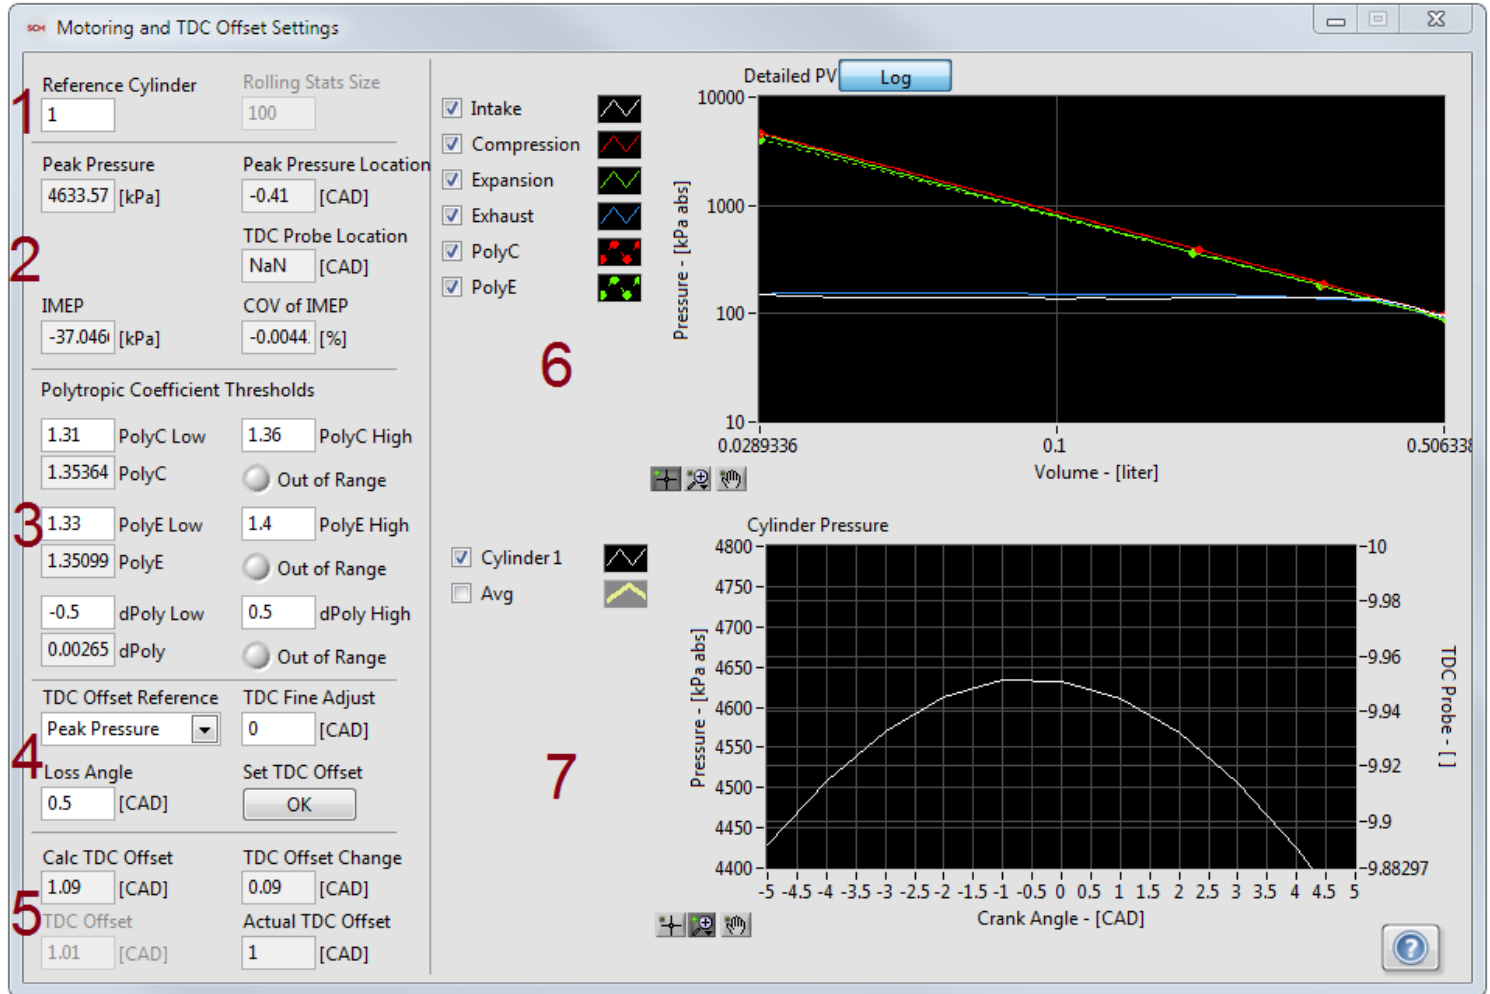 SCM Motoring and TDC Offset Settings
1
Reference Cylinder Rolling Stats Size
1 100
2
Peak Pressure Peak Pressure Location
4633.57 [kPa] -0.41 [CAD]
TDC Probe Location
NaN [CAD]
IMEP COV of IMEP
[kPa] [%]
3
Polytropic Coefficient Thresholds
1.31 PolyC Low 1.36 PolyC High
1.35364 PolyC Out of Range
1.33 PolyE Low 1.4 PolyE High
1.35099 PolyE Out of Range
-0.5 dPoly Low 0.5 dPoly High
0.00265 dPoly Out of Range
4
TDC Offset Reference TDC Fine Adjust
Peak Pressure 0 [CAD]
Loss Angle Set TDC Offset
0.5 [CAD] OK
5
Calc TDC Offset TDC Offset Change
1.09 [CAD] 0.09 [CAD]
TDC Offset Actual TDC Offset
1.01 [CAD] 1 [CAD]
6
Intake
Compression
Expansion
Exhaust
PolyC
PolyE
Detailed PV Log
Pressure - [kPa abs]
10000
1000
100
10
0.0289336 0.1 0.506338
Volume - [liter]
7
Cylinder1
Avg
Cylinder Pressure
Pressure - [kPa abs]
4800
4750
4700
4650
4600
4550
4500
4450
4400
10
9.98
9.96
9.94
9.92
9.9
9.88297
TDC Probe - [ ]
-5 -4.5 -4 -3.5 -3 -2.5 -2 -1.5 -1 -0.5 0 0.5 1 1.5 2 2.5 3 3.5 4 4.5 5
Crank Angle - [CAD]
?